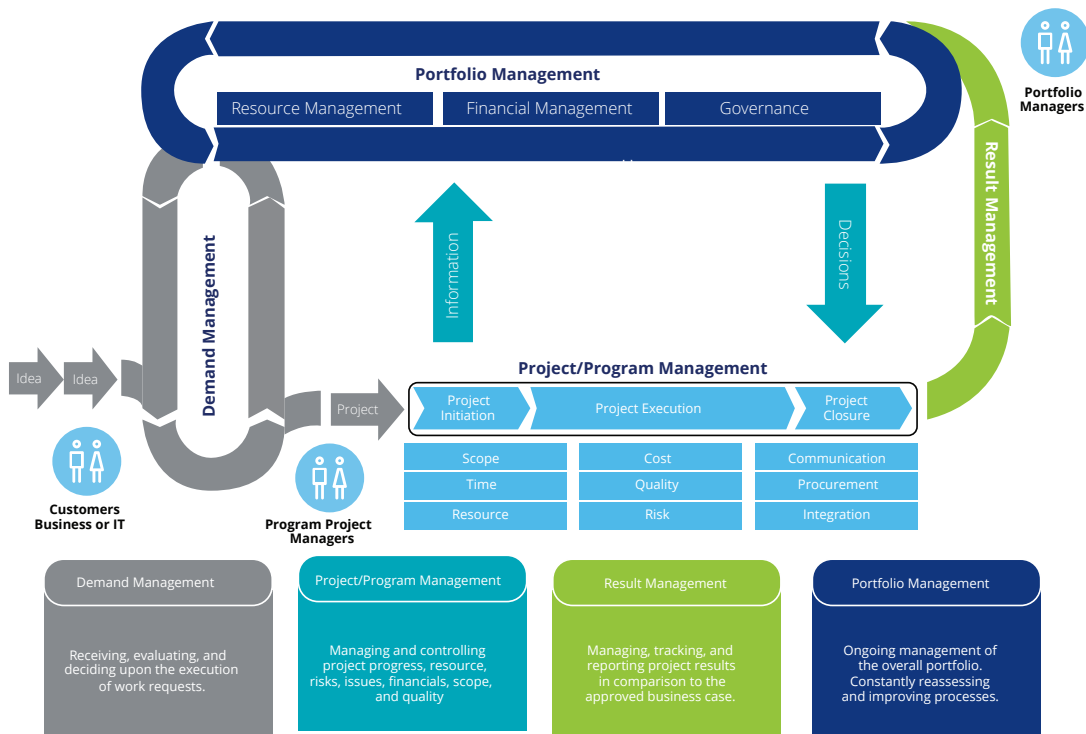 Portfolio Management
Resource Management
Financial Management
Governance
Portfolio
Managers
Result Management
Demand Management
Information
Decisions
Idea
Idea
Project
Customers
Business or IT
Program Project
Managers
Project/Program Management
Project
Initiation
Project Execution
Project
Closure
Scope
Cost
Communication
Time
Quality
Procurement
Resource
Risk
Integration
Demand Management
Receiving, evaluating, and
deciding upon the execution
of work requests.
Project/Program Management
Managing and controlling
project progress, resource,
risks, issues, financials, scope,
and quality
Result Management
Managing, tracking, and
reporting project results
in comparison to the
approved business case.
Portfolio Management
Ongoing management of
the overall portfolio.
Constantly reassessing
and improving processes.